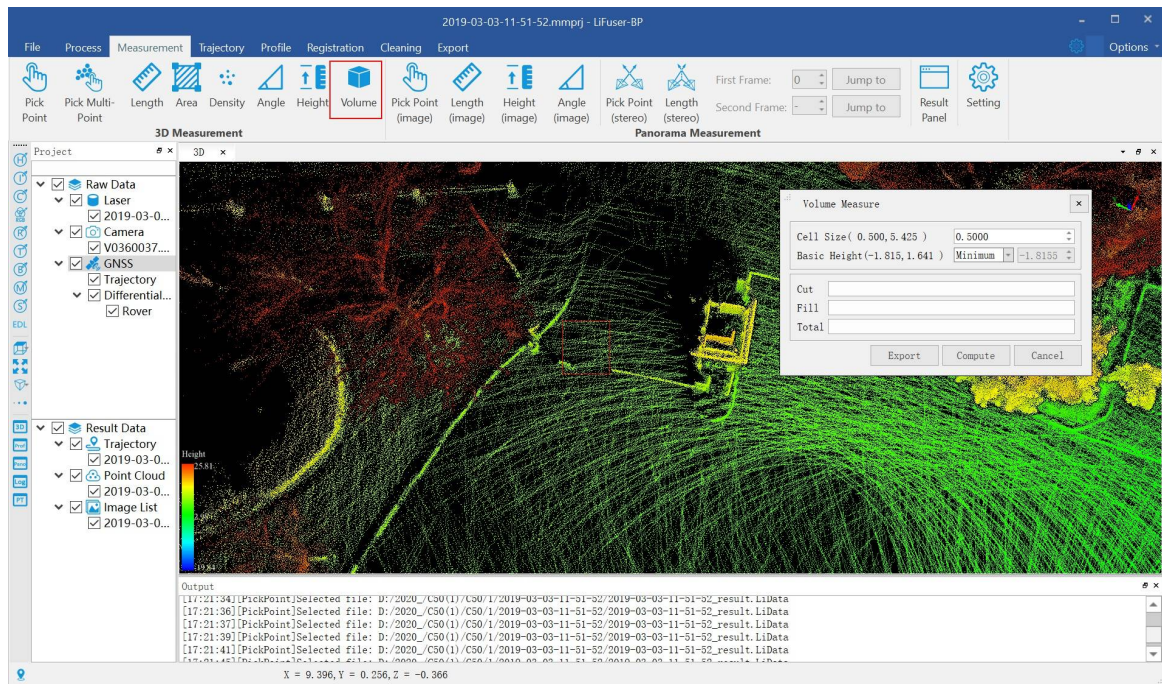 2019-03-03-11-51-52.mmprj - LiFuser-BP
File Process Measurement Trajectory Profile Registration Cleaning Export Options
Pick Point Pick Multi-Point Length Area Density Angle Height Volume
3D Measurement
Pick Point (image) Length (image) Height (image) Angle (image) Pick Point (stereo) Length (stereo)
First Frame: 0 Jump to
Second Frame: - Jump to
Result Panel Setting
Panorama Measurement
Project
Raw Data
Laser
2019-03-0...
Camera
V0360037....
GNSS
Trajectory
Differential...
Rover
EDL
3D
Log
PT
Result Data
Trajectory
2019-03-0...
Point Cloud
2019-03-0...
Image List
2019-03-0...
3D
Height
25.81
Volume Measure
Cell Size( 0.500,5.425 ) 0.5000
Basic Height(-1.815,1.641 ) Minimum -1.8155
Cut
Fill
Total
Export Compute Cancel
Output
[17:21:34][PickPoint]Selected file: D:/2020_/C50(1)/C50/1/2019-03-03-11-51-52/2019-03-03-11-51-52_result.LiData
[17:21:36][PickPoint]Selected file: D:/2020_/C50(1)/C50/1/2019-03-03-11-51-52/2019-03-03-11-51-52_result.LiData
[17:21:37][PickPoint]Selected file: D:/2020_/C50(1)/C50/1/2019-03-03-11-51-52/2019-03-03-11-51-52_result.LiData
[17:21:39][PickPoint]Selected file: D:/2020_/C50(1)/C50/1/2019-03-03-11-51-52/2019-03-03-11-51-52_result.LiData
[17:21:41][PickPoint]Selected file: D:/2020_/C50(1)/C50/1/2019-03-03-11-51-52/2019-03-03-11-51-52_result.LiData
X = 9.396, Y = 0.256, Z = -0.366